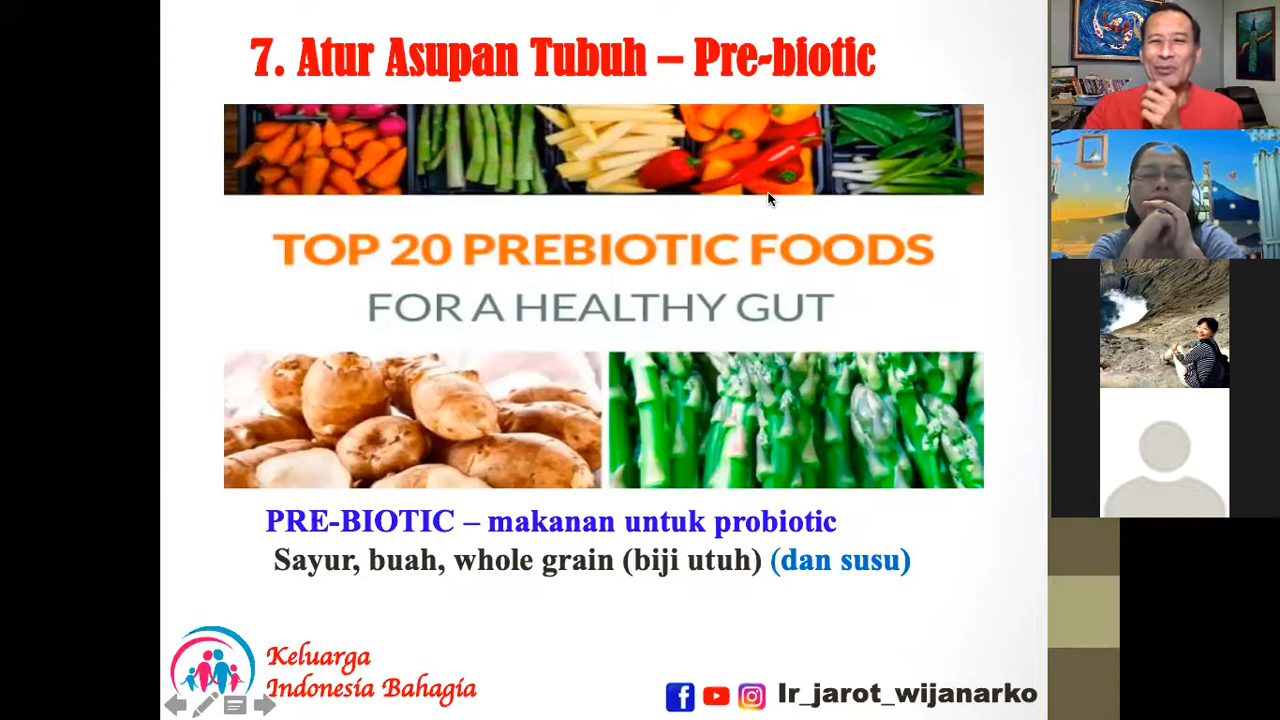 7. Atur Asupan Tubuh – Pre-biotic
TOP 20 PREBIOTIC FOODS
FOR A HEALTHY GUT
PRE-BIOTIC – makanan untuk probiotic
Sayur, buah, whole grain (biji utuh) (dan susu)
Keluarga
Indonesia Bahagia
Ir_jarot_wijanarko